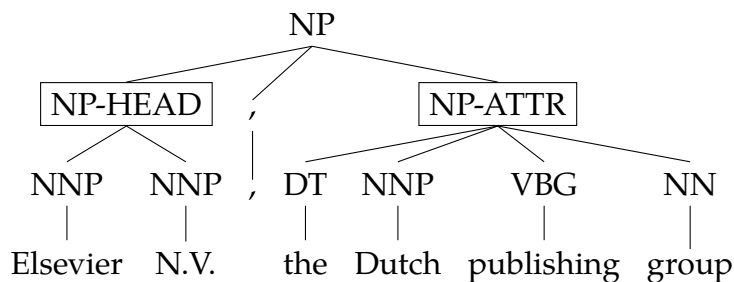 NP
NP-HEAD , NP-ATTR
NNP NNP , DT NNP VBG NN
Elsevier N.V. the Dutch publishing group